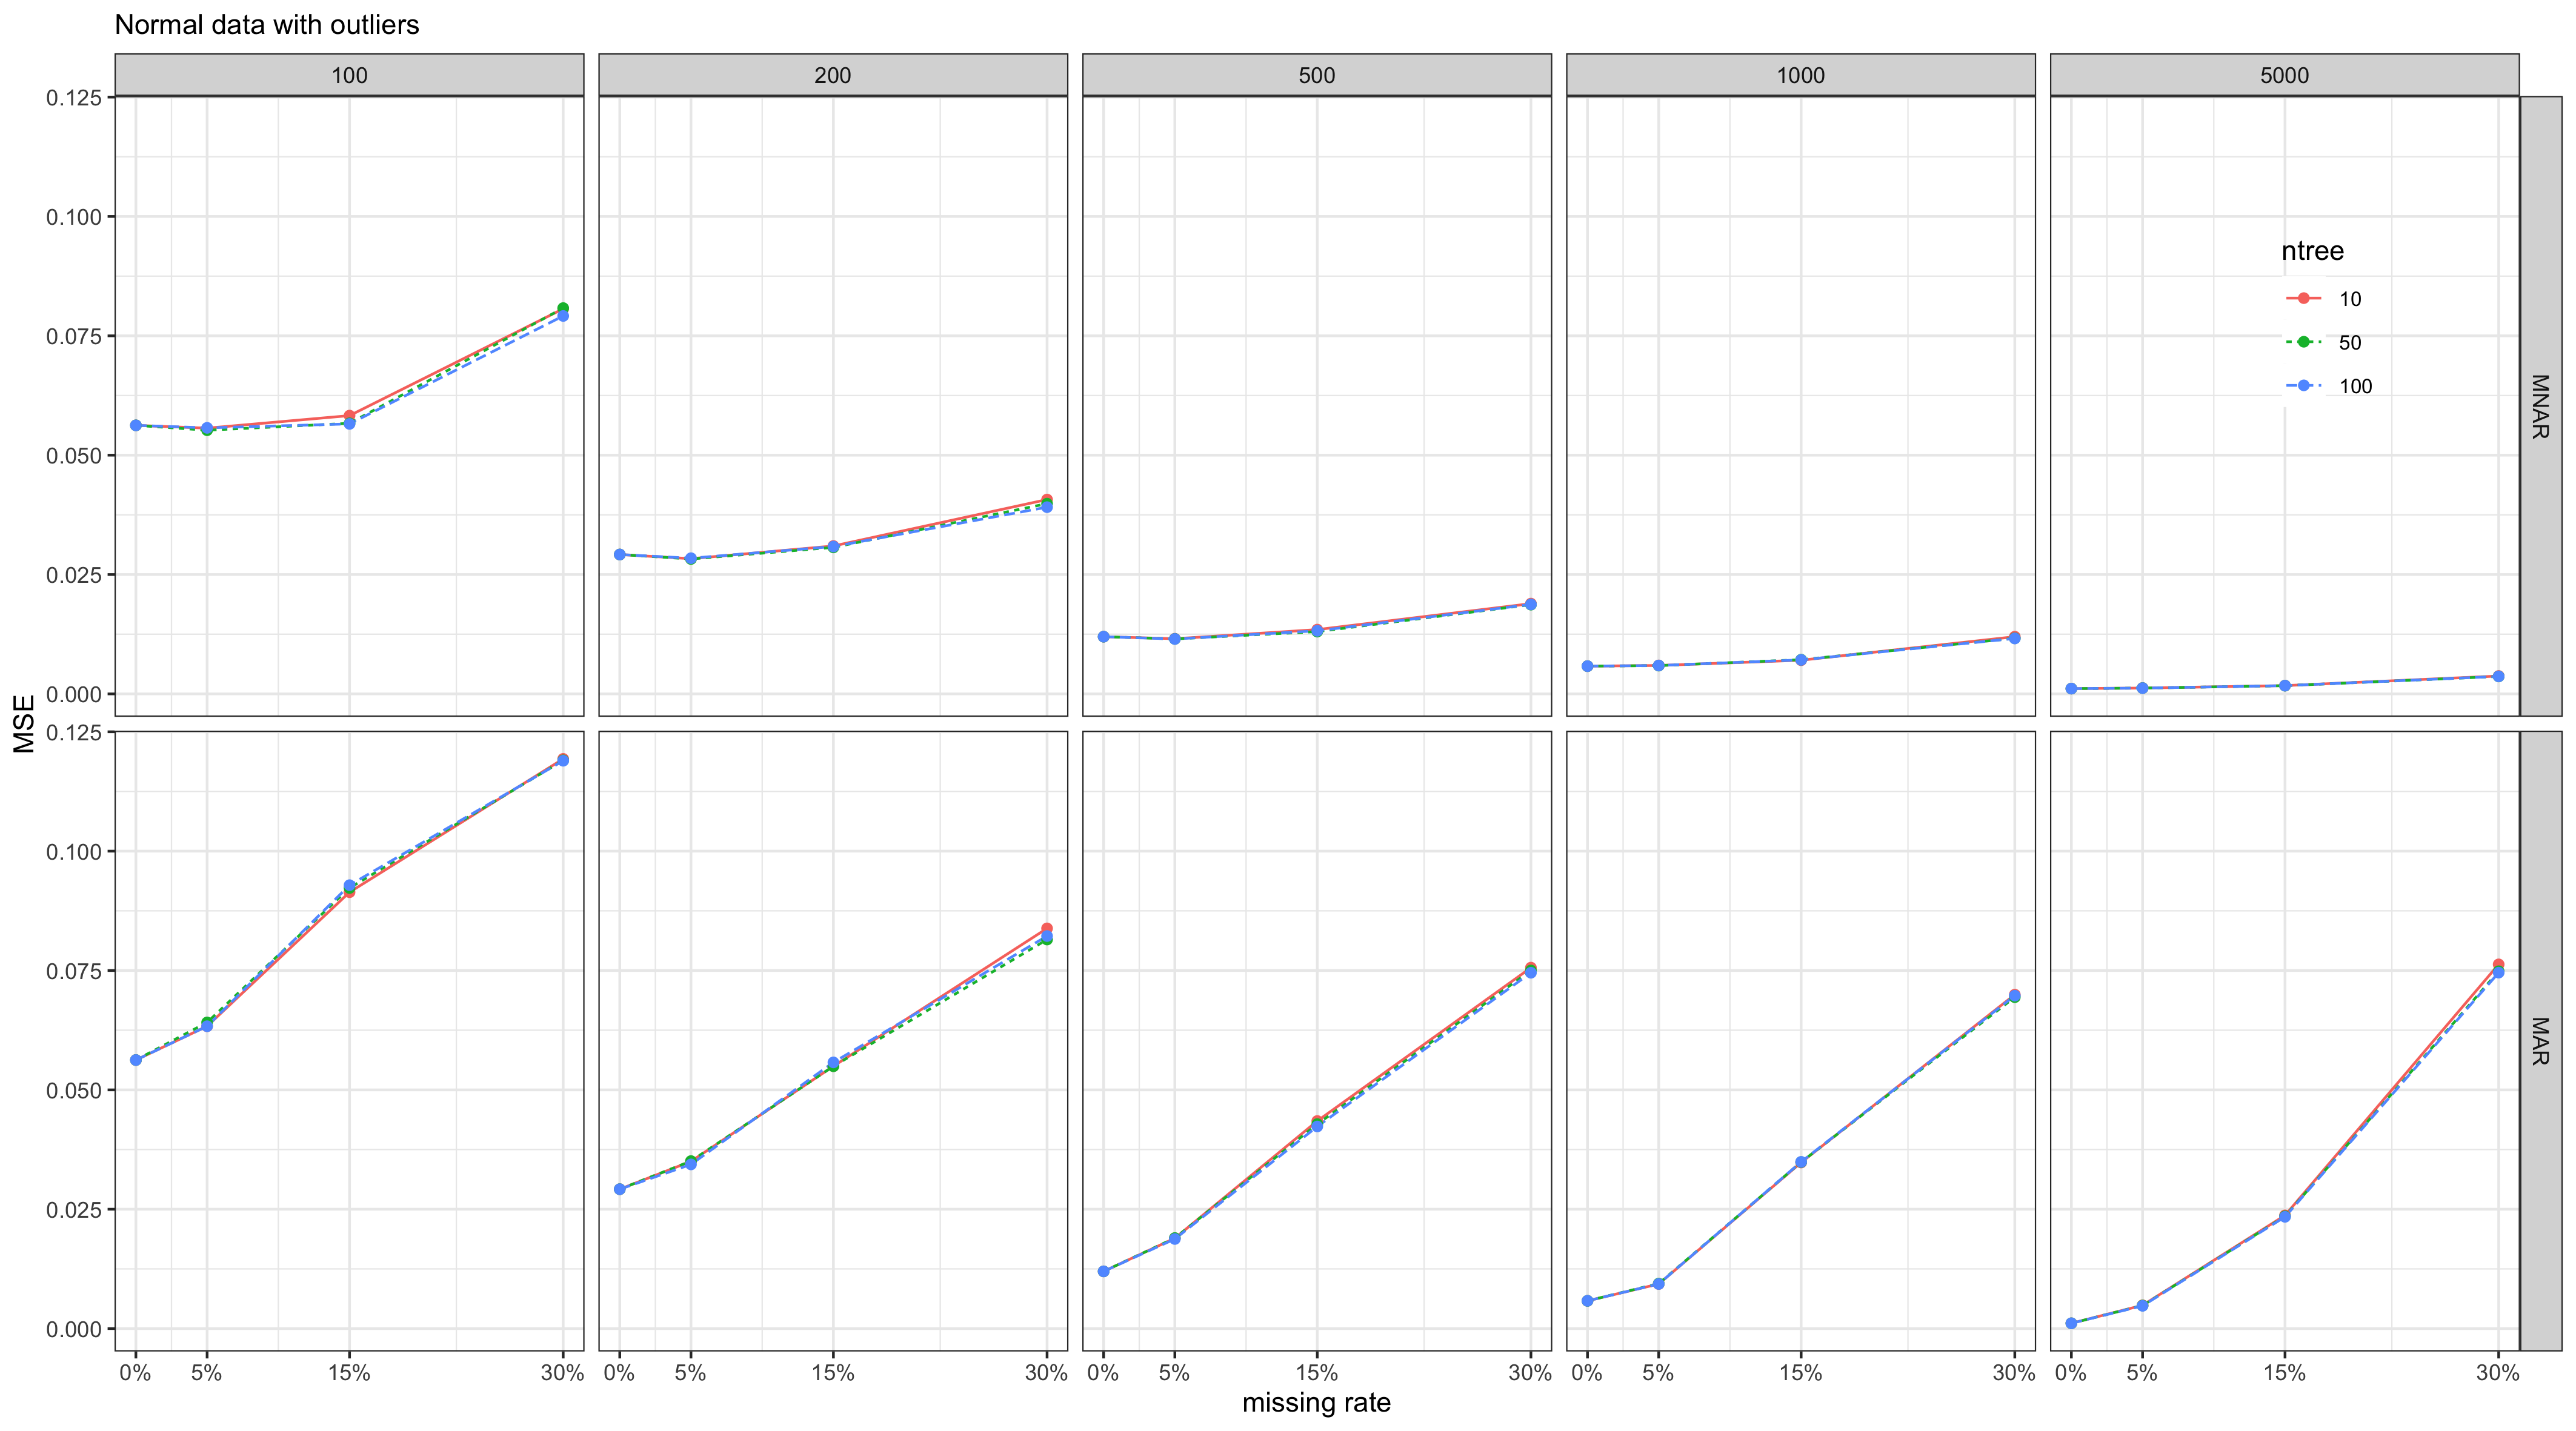 Normal data with outliers
100 200 500 1000 5000
0.125
0.100
0.075
0.050
0.025
0.000
MNAR
ntree
10
50
100
MSE
0.125
0.100
0.075
0.050
0.025
0.000
MAR
0% 5% 15% 30% 0% 5% 15% 30% 0% 5% 15% 30% 0% 5% 15% 30% 0% 5% 15% 30%
missing rate